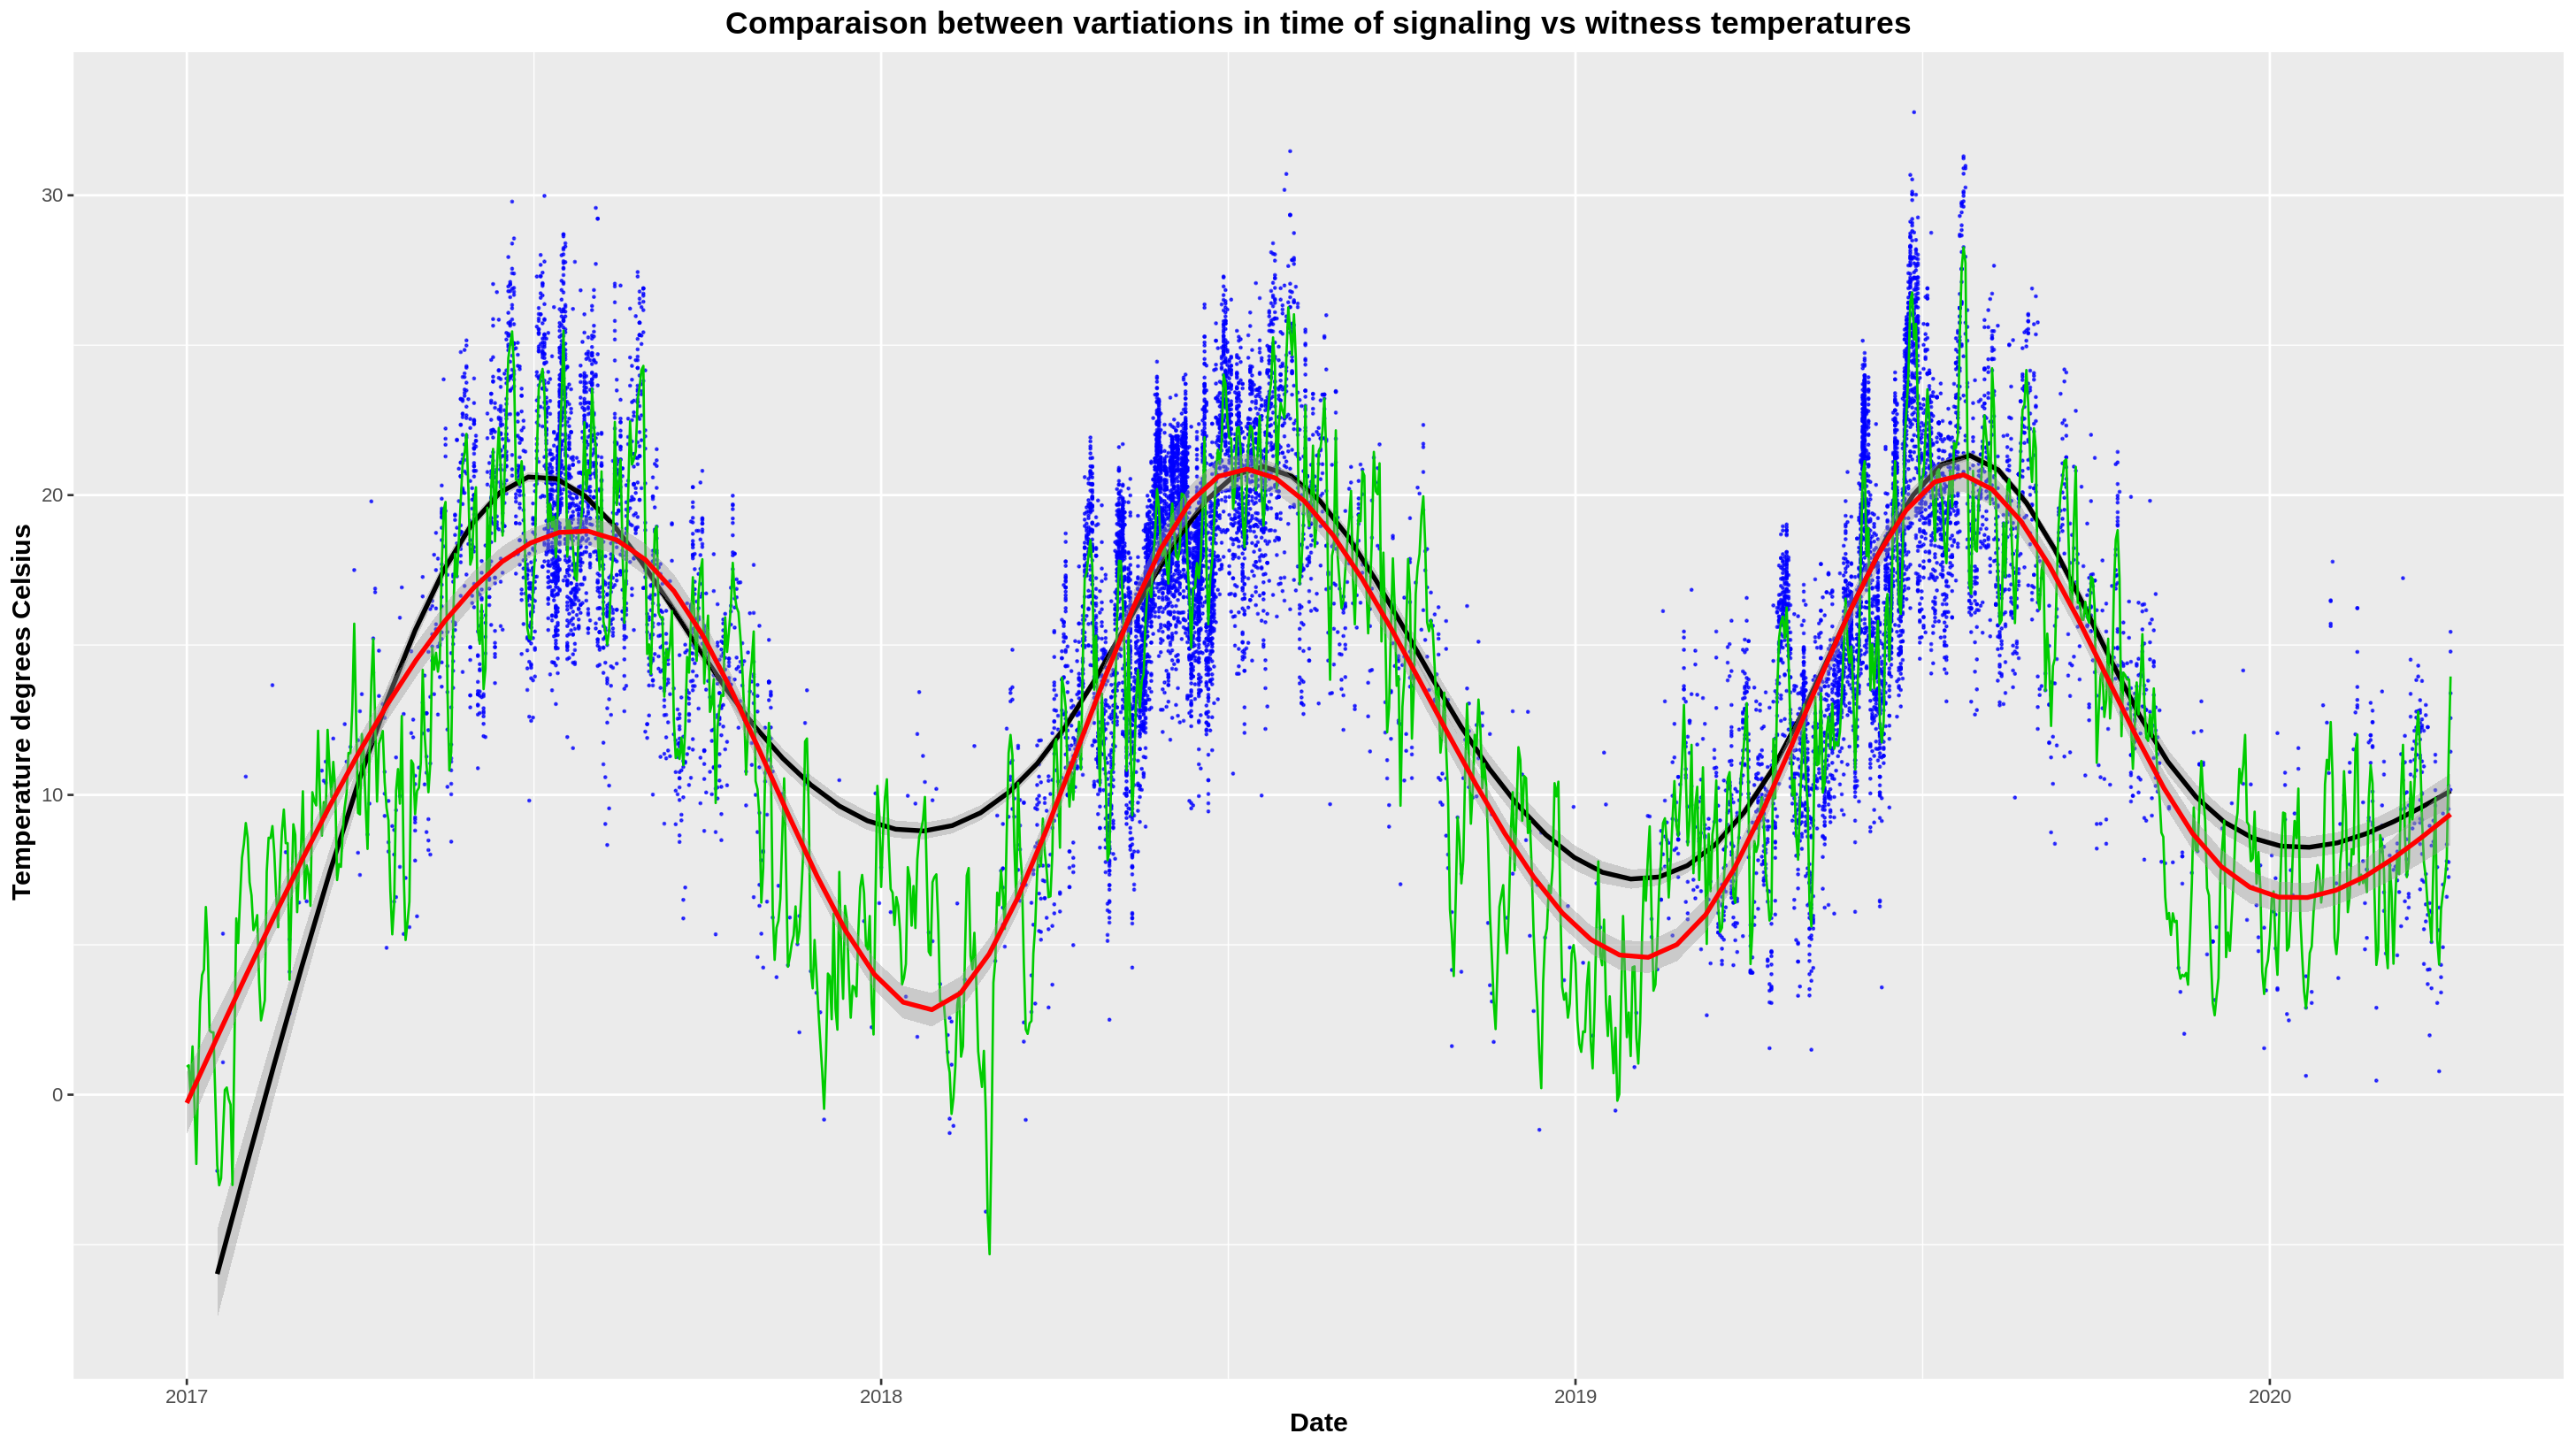 Comparaison between vartiations in time of signaling vs witness temperatures
Temperature degrees Celsius
30
20
10
0
2017
2018
2019
2020
Date